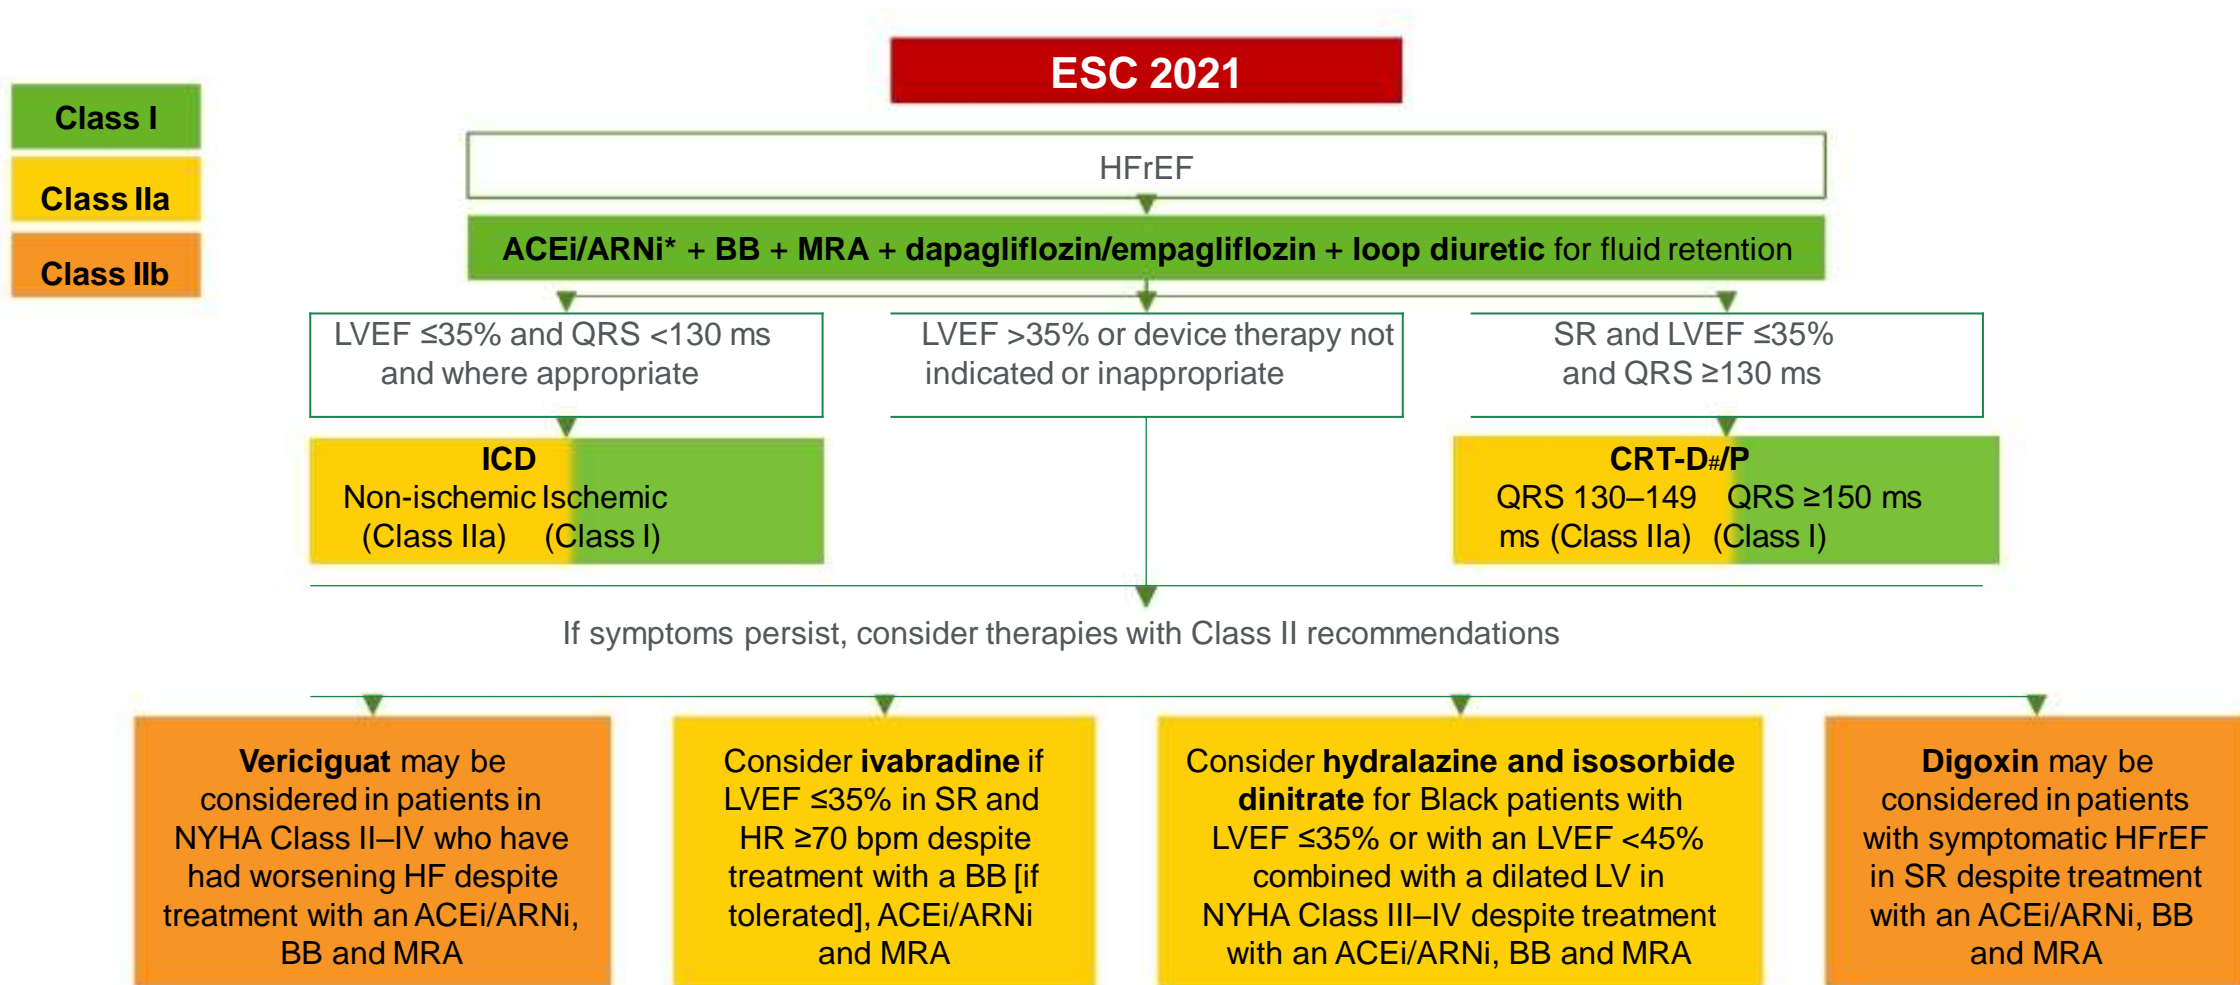 ESC 2021
Class I
Class IIa
Class IIb
HFrEF
ACEi/ARNi* + BB + MRA + dapagliflozin/empagliflozin + loop diuretic for fluid retention
LVEF ≤35% and QRS <130 ms
and where appropriate
LVEF >35% or device therapy not
indicated or inappropriate
SR and LVEF ≤35%
and QRS ≥130 ms
ICD
Non-ischemic Ischemic
(Class IIa) (Class I)
CRT-D#/P
QRS 130–149 QRS ≥150 ms
ms (Class IIa) (Class I)
If symptoms persist, consider therapies with Class II recommendations
Vericiguat may be
considered in patients in
NYHA Class II–IV who have
had worsening HF despite
treatment with an ACEi/ARNi,
BB and MRA
Consider ivabradine if
LVEF ≤35% in SR and
HR ≥70 bpm despite
treatment with a BB [if
tolerated], ACEi/ARNi
and MRA
Consider hydralazine and isosorbide
dinitrate for Black patients with
LVEF ≤35% or with an LVEF <45%
combined with a dilated LV in
NYHA Class III–IV despite treatment
with an ACEi/ARNi, BB and MRA
Digoxin may be
considered in patients
with symptomatic HFrEF
in SR despite treatment
with an ACEi/ARNi, BB
and MRA